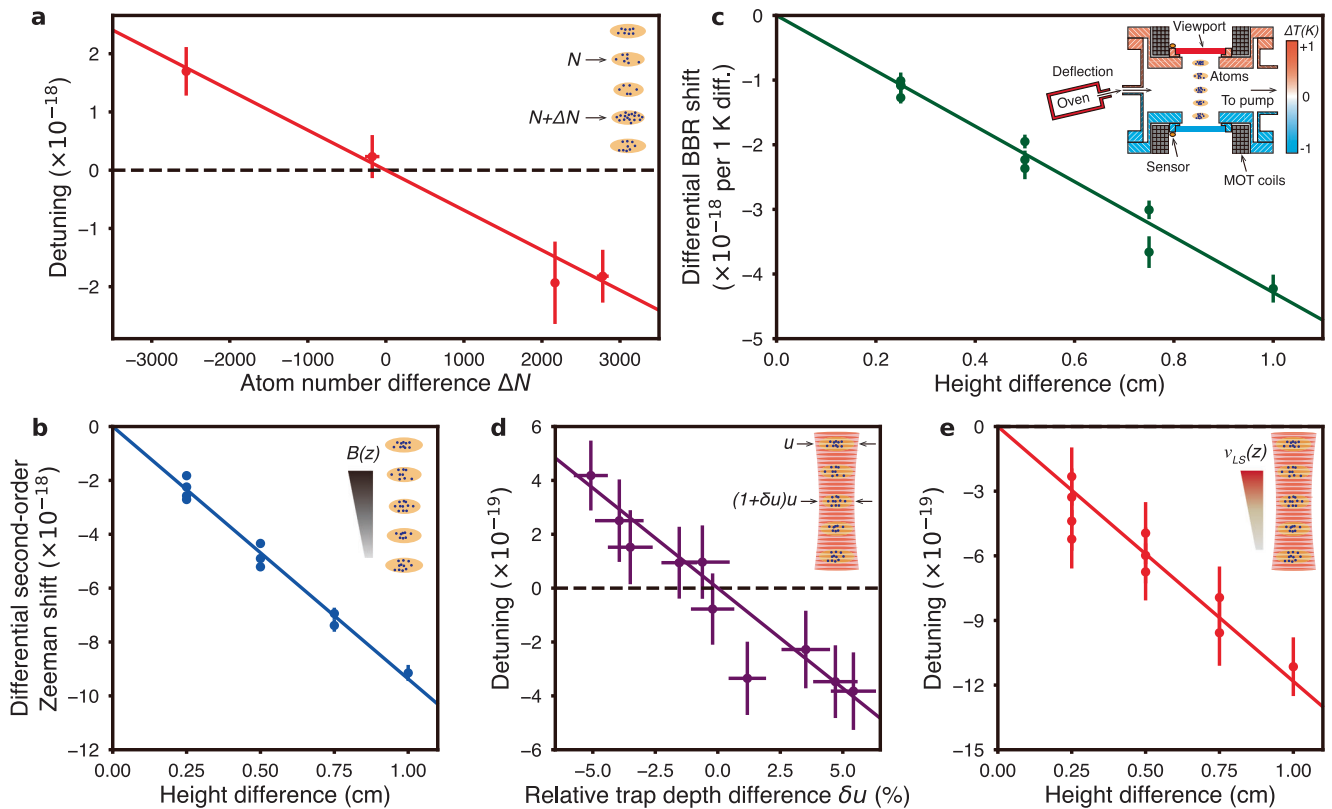 a
Detuning (×10⁻¹⁸)
2
1
0
−1
−2
N
N+ΔN
−3000
−2000
−1000
0
1000
2000
3000
Atom number difference ΔN
c
Differential BBR shift
(×10⁻¹⁸ per 1 K diff.)
0
−1
−2
−3
−4
−5
Viewport
ΔT(K)
+1
0
-1
Deflection
Oven
Atoms
To pump
Sensor
MOT coils
0.0
0.2
0.4
0.6
0.8
1.0
Height difference (cm)
b
Differential second-order
Zeeman shift (×10⁻¹⁸)
0
−2
−4
−6
−8
−10
−12
B(z)
0.00
0.25
0.50
0.75
1.00
Height difference (cm)
d
Detuning (×10⁻¹⁹)
6
4
2
0
−2
−4
−6
u
(1+δu)u
−5.0
−2.5
0.0
2.5
5.0
Relative trap depth difference δu (%)
e
Detuning (×10⁻¹⁹)
0
−3
−6
−9
−12
−15
ν_LS(z)
0.00
0.25
0.50
0.75
1.00
Height difference (cm)